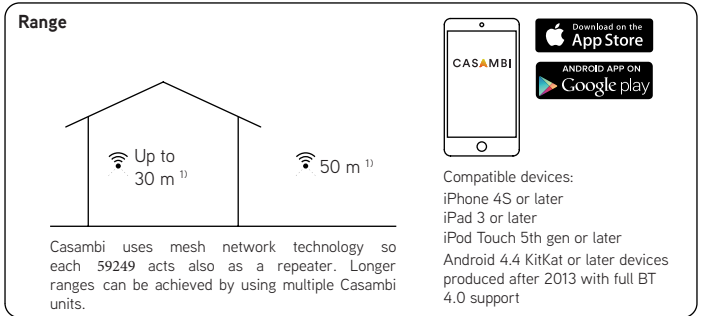 Range
Up to
30 m 1)
50 m 1)
Casambi uses mesh network technology so
each 59249 acts also as a repeater. Longer
ranges can be achieved by using multiple Casambi
units.
CASAMBI
Download on the
App Store
ANDROID APP ON
Google play
Compatible devices:
iPhone 4S or later
iPad 3 or later
iPod Touch 5th gen or later
Android 4.4 KitKat or later devices
produced after 2013 with full BT
4.0 support